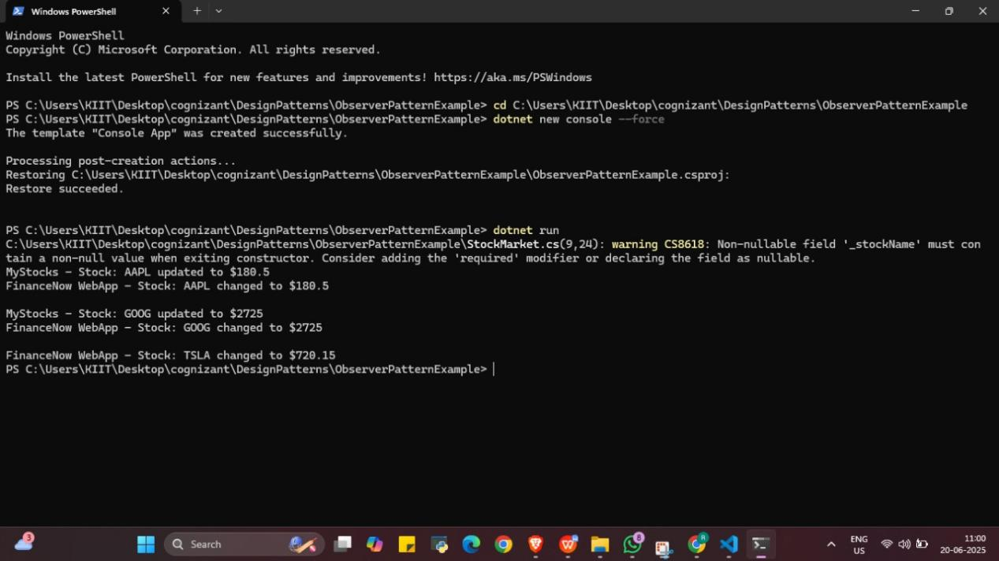 Windows PowerShell
Windows PowerShell
Copyright (C) Microsoft Corporation. All rights reserved.
Install the latest PowerShell for new features and improvements! https://aka.ms/PSWindows
PS C:\Users\KIIT\Desktop\cognizant\DesignPatterns\ObserverPatternExample> cd C:\Users\KIIT\Desktop\cognizant\DesignPatterns\ObserverPatternExample
PS C:\Users\KIIT\Desktop\cognizant\DesignPatterns\ObserverPatternExample> dotnet new console --force
The template "Console App" was created successfully.
Processing post-creation actions...
Restoring C:\Users\KIIT\Desktop\cognizant\DesignPatterns\ObserverPatternExample\ObserverPatternExample.csproj:
Restore succeeded.
PS C:\Users\KIIT\Desktop\cognizant\DesignPatterns\ObserverPatternExample> dotnet run
C:\Users\KIIT\Desktop\cognizant\DesignPatterns\ObserverPatternExample\StockMarket.cs(9,24): warning CS8618: Non-nullable field '_stockName' must con
tain a non-null value when exiting constructor. Consider adding the 'required' modifier or declaring the field as nullable.
MyStocks - Stock: AAPL updated to $180.5
FinanceNow WebApp - Stock: AAPL changed to $180.5
MyStocks - Stock: GOOG updated to $2725
FinanceNow WebApp - Stock: GOOG changed to $2725
FinanceNow WebApp - Stock: TSLA changed to $720.15
PS C:\Users\KIIT\Desktop\cognizant\DesignPatterns\ObserverPatternExample>
3
Search
8
R
ENG
US
11:00
20-06-2025